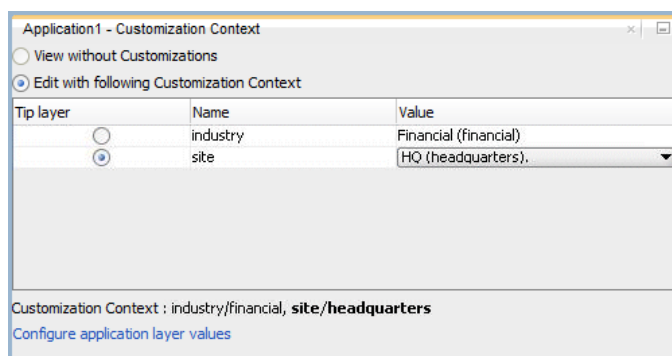 Application1 - Customization Context
View without Customizations
Edit with following Customization Context
Tip layer Name Value
industry Financial (financial)
site HQ (headquarters).
Customization Context : industry/financial, site/headquarters
Configure application layer values